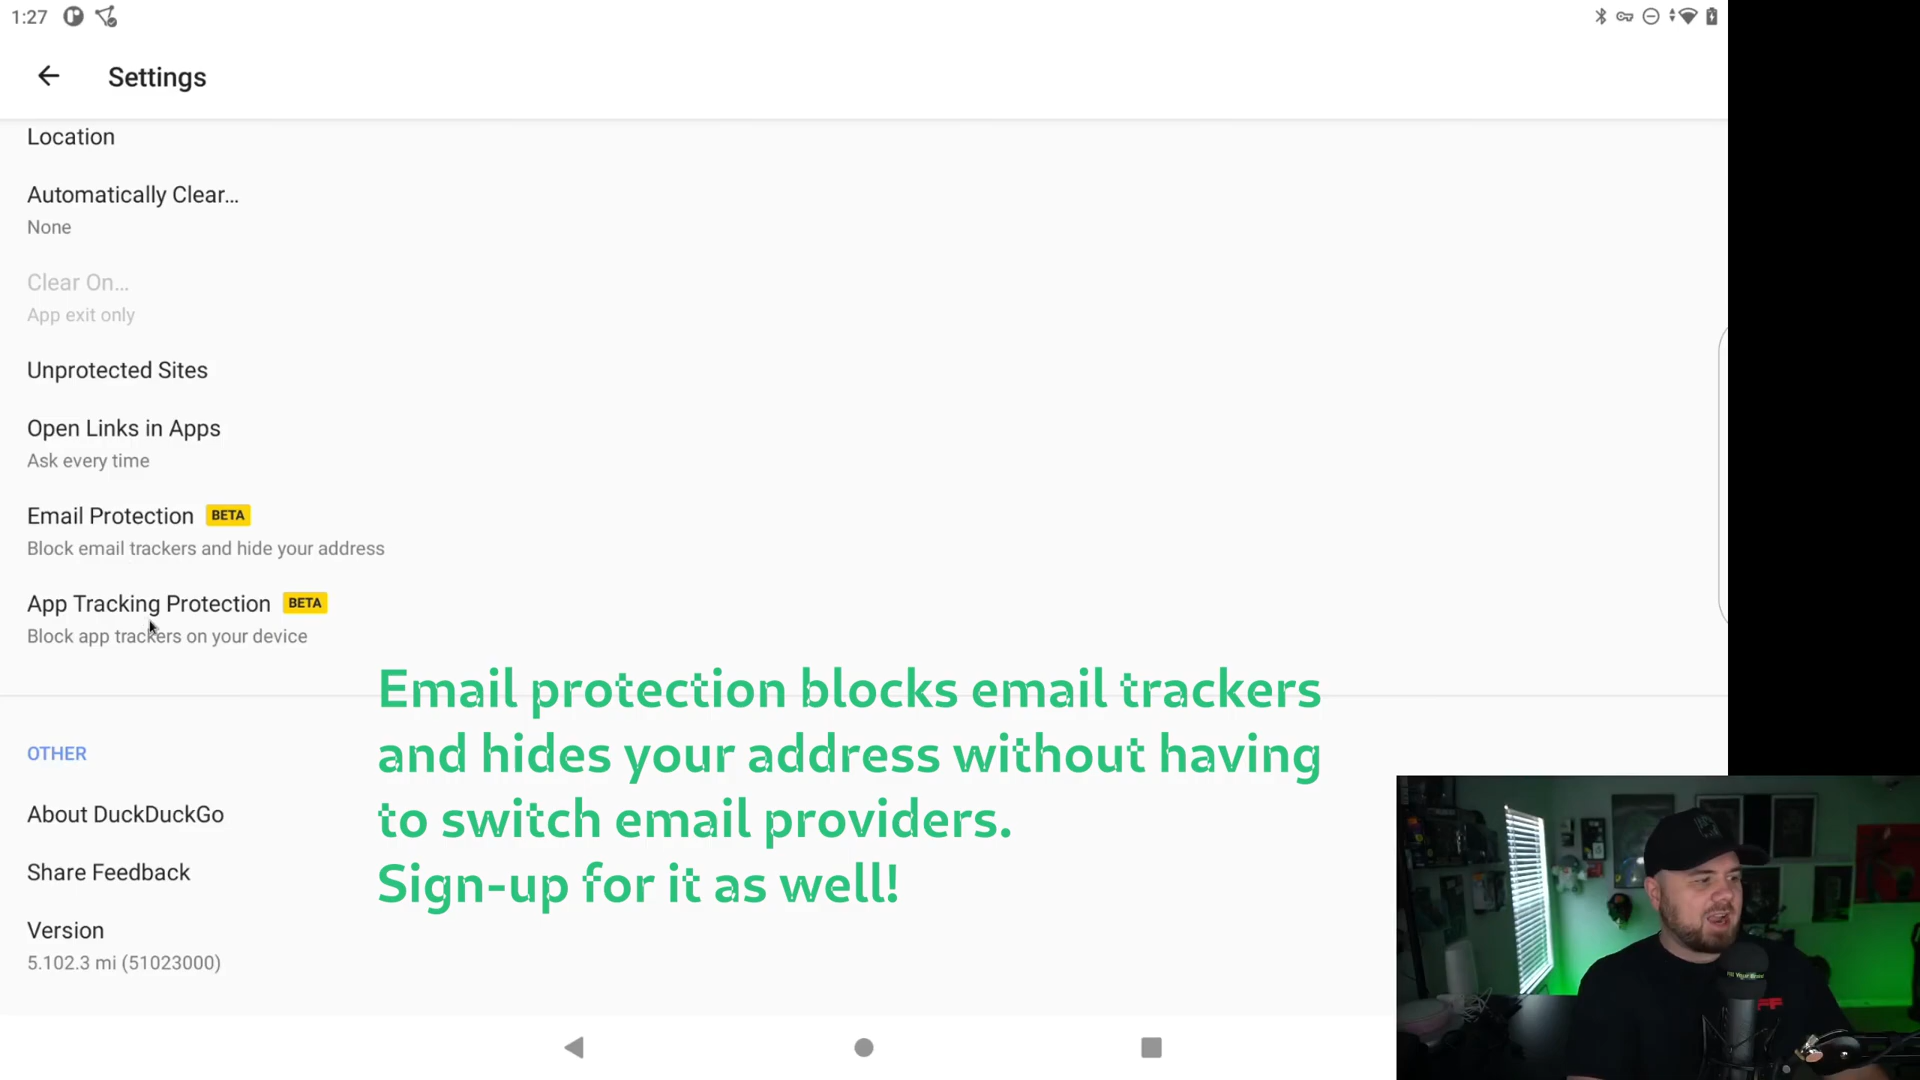 1:27
Settings
Location
Automatically Clear...
None
Clear On...
App exit only
Unprotected Sites
Open Links in Apps
Ask every time
Email Protection BETA
Block email trackers and hide your address
App Tracking Protection BETA
Block app trackers on your device
Email protection blocks email trackers
and hides your address without having
to switch email providers.
Sign-up for it as well!
OTHER
About DuckDuckGo
Share Feedback
Version
5.102.3 mi (51023000)